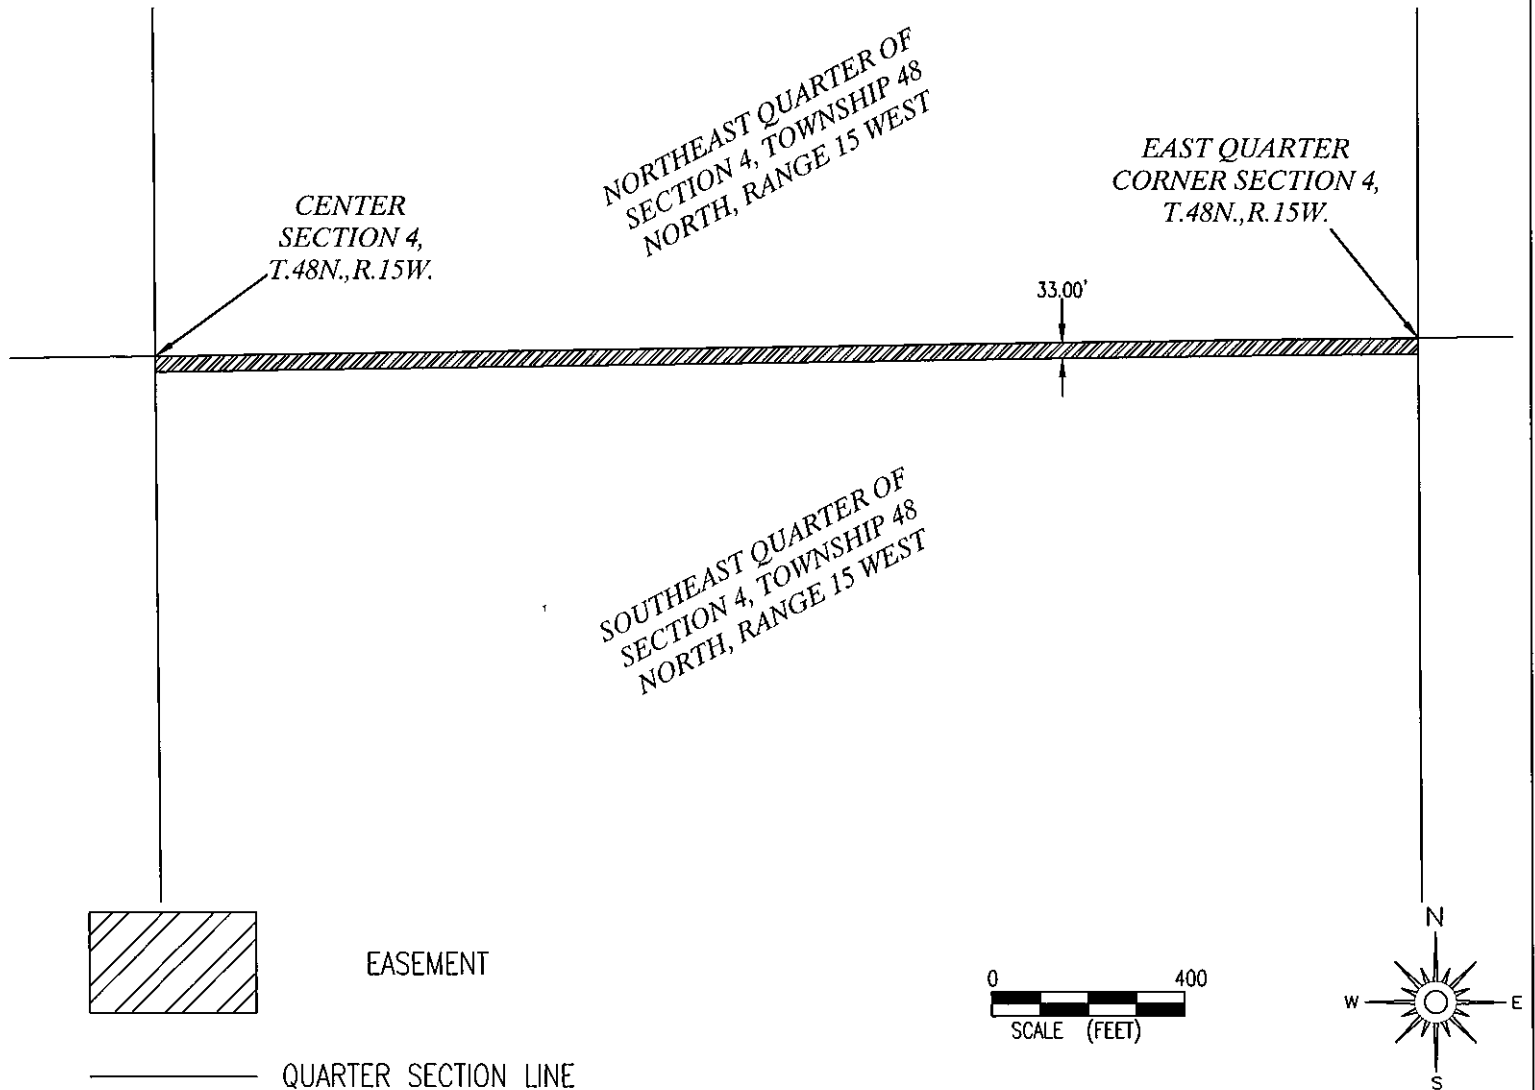 NORTHEAST QUARTER OF
SECTION 4, TOWNSHIP 48
NORTH, RANGE 15 WEST
EAST QUARTER
CORNER SECTION 4,
T.48N.,R.15W.
CENTER
SECTION 4,
T.48N.,R.15W.
33.00'
SOUTHEAST QUARTER OF
SECTION 4, TOWNSHIP 48
NORTH, RANGE 15 WEST
EASEMENT
QUARTER SECTION LINE
0 400
SCALE (FEET)
N
W E
S